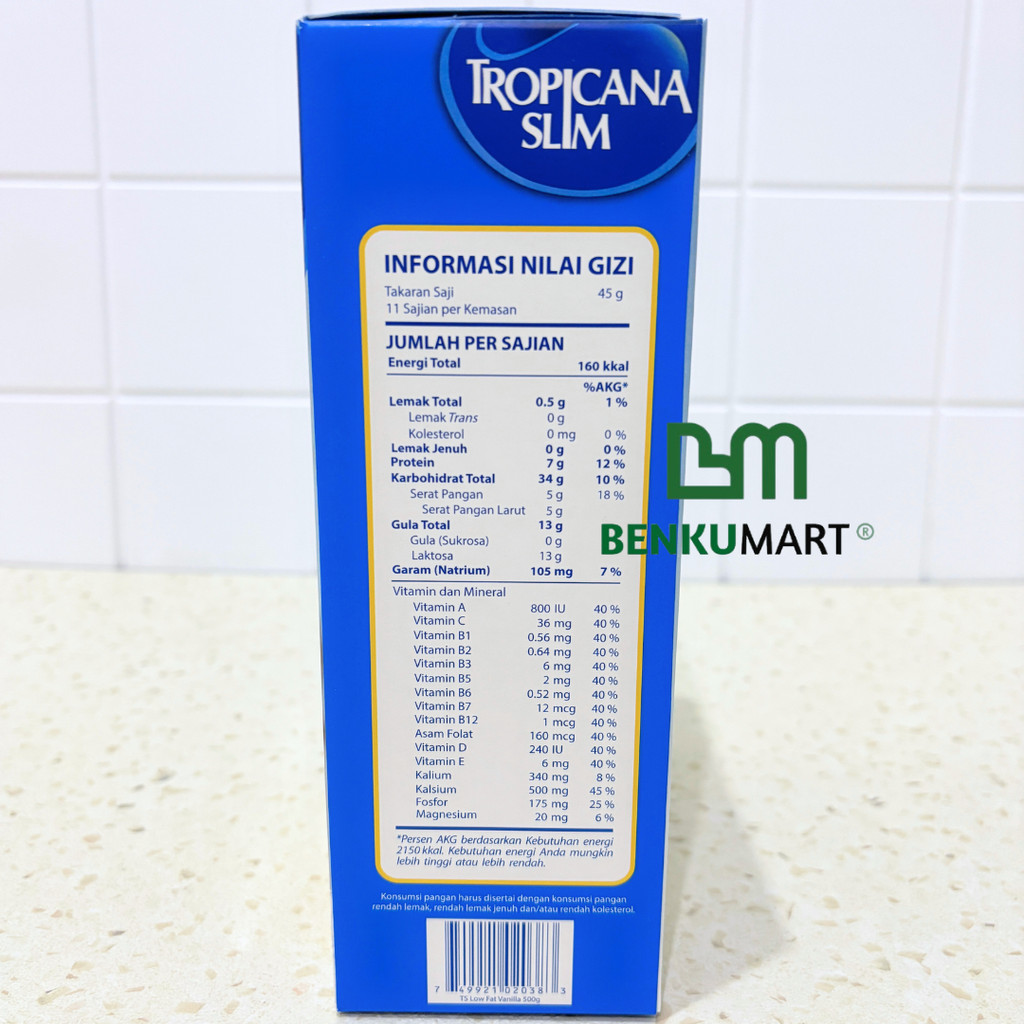 TROPICANA
SLIM
INFORMASI NILAI GIZI
Takaran Saji 45 g
11 Sajian per Kemasan
JUMLAH PER SAJIAN
Energi Total 160 kkal
%AKG*
Lemak Total 0.5 g 1 %
Lemak Trans 0 g
Kolesterol 0 mg 0 %
Lemak Jenuh 0 g 0 %
Protein 7 g 12 %
Karbohidrat Total 34 g 10 %
Serat Pangan 5 g 18 %
Serat Pangan Larut 5 g
Gula Total 13 g
Gula (Sukrosa) 0 g
Laktosa 13 g
Garam (Natrium) 105 mg 7 %
Vitamin dan Mineral
Vitamin A 800 IU 40 %
Vitamin C 36 mg 40 %
Vitamin B1 0.56 mg 40 %
Vitamin B2 0.64 mg 40 %
Vitamin B3 6 mg 40 %
Vitamin B5 2 mg 40 %
Vitamin B6 0.52 mg 40 %
Vitamin B7 12 mcg 40 %
Vitamin B12 1 mcg 40 %
Asam Folat 160 mcg 40 %
Vitamin D 240 IU 40 %
Vitamin E 6 mg 40 %
Kalium 340 mg 8 %
Kalsium 500 mg 45 %
Fosfor 175 mg 25 %
Magnesium 20 mg 6 %
*Persen AKG berdasarkan Kebutuhan energi
2150 kkal. Kebutuhan energi Anda mungkin
lebih tinggi atau lebih rendah.
Konsumsi pangan harus disertai dengan konsumsi pangan
rendah lemak, rendah lemak jenuh dan/atau rendah kolesterol.
7 49921 02038 3
TS Low Fat Vanilla 500g
BM
BENKUMART®